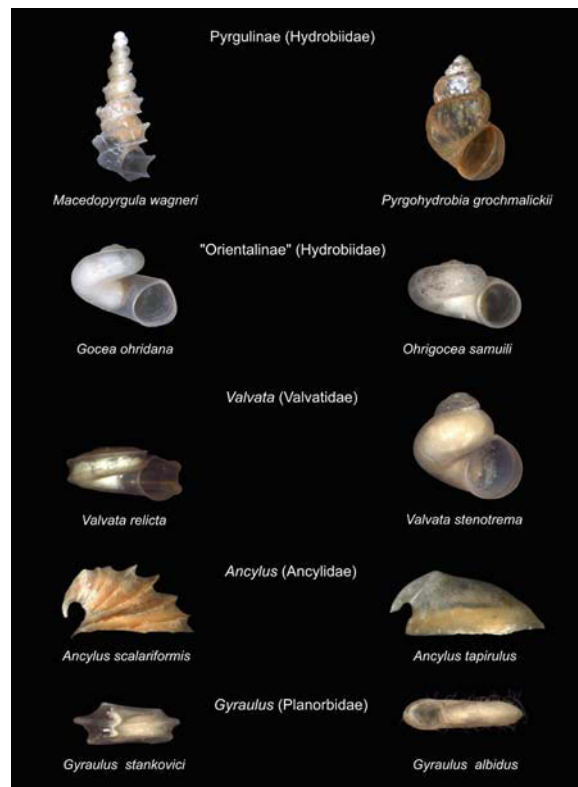 Pyrgulinae (Hydrobiidae)
Macedopyrgula wagneri
Pyrgohydrobia grochmalickii
"Orientalinae" (Hydrobiidae)
Gocea ohridana
Ohrigocea samuili
Valvata (Valvatidae)
Valvata relicta
Valvata stenotrema
Ancylus (Ancylidae)
Ancylus scalariformis
Ancylus tapirulus
Gyraulus (Planorbidae)
Gyraulus stankovici
Gyraulus albidus